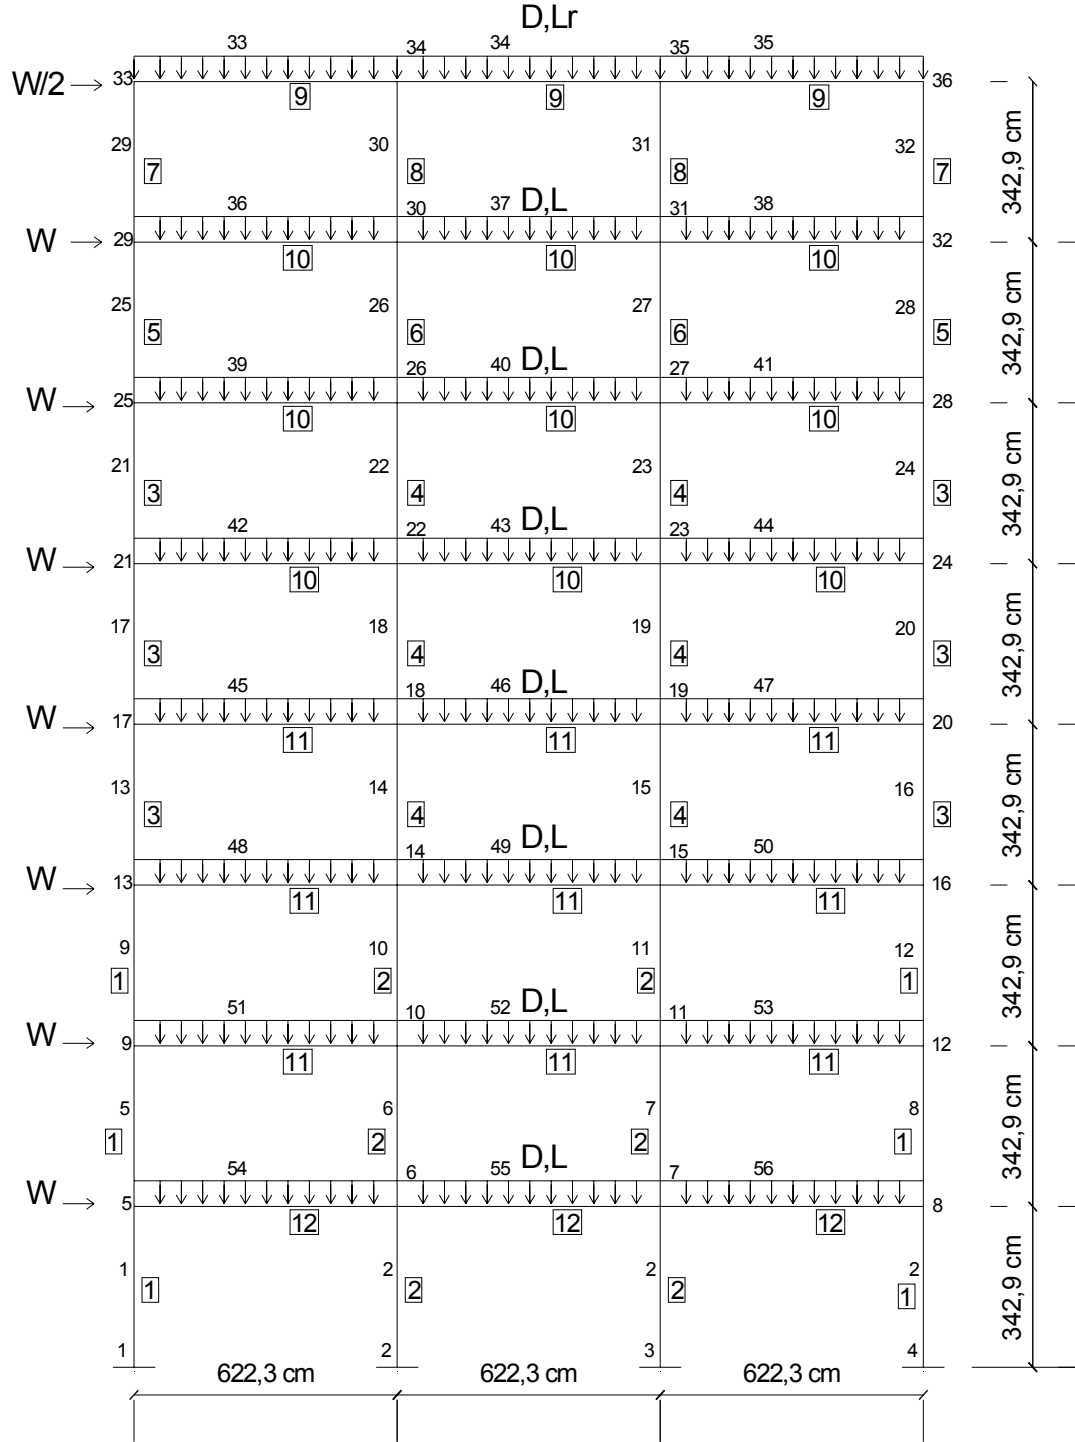 D,Lr
33 34 34 35 35
W/2 33 36
9 9 9
29 30 31 32
7 8 8 7
D,L
36 30 37 31 38
W 29 32
10 10 10
25 26 27 28
5 6 6 5
D,L
39 26 40 27 41
W 25 28
10 10 10
21 22 23 24
3 4 4 3
D,L
42 22 43 23 44
W 21 24
10 10 10
17 18 19 20
3 4 4 3
D,L
45 18 46 19 47
W 17 20
11 11 11
13 14 15 16
3 4 4 3
D,L
48 14 49 15 50
W 13 16
11 11 11
9 10 11 12
1 2 2 1
D,L
51 10 52 11 53
W 9 12
11 11 11
5 6 7 8
1 2 2 1
D,L
54 6 55 7 56
W 5 8
12 12 12
1 2 2 2
1 2 2 1
1 2 3 4
622,3 cm 622,3 cm 622,3 cm
342,9 cm
342,9 cm
342,9 cm
342,9 cm
342,9 cm
342,9 cm
342,9 cm
342,9 cm